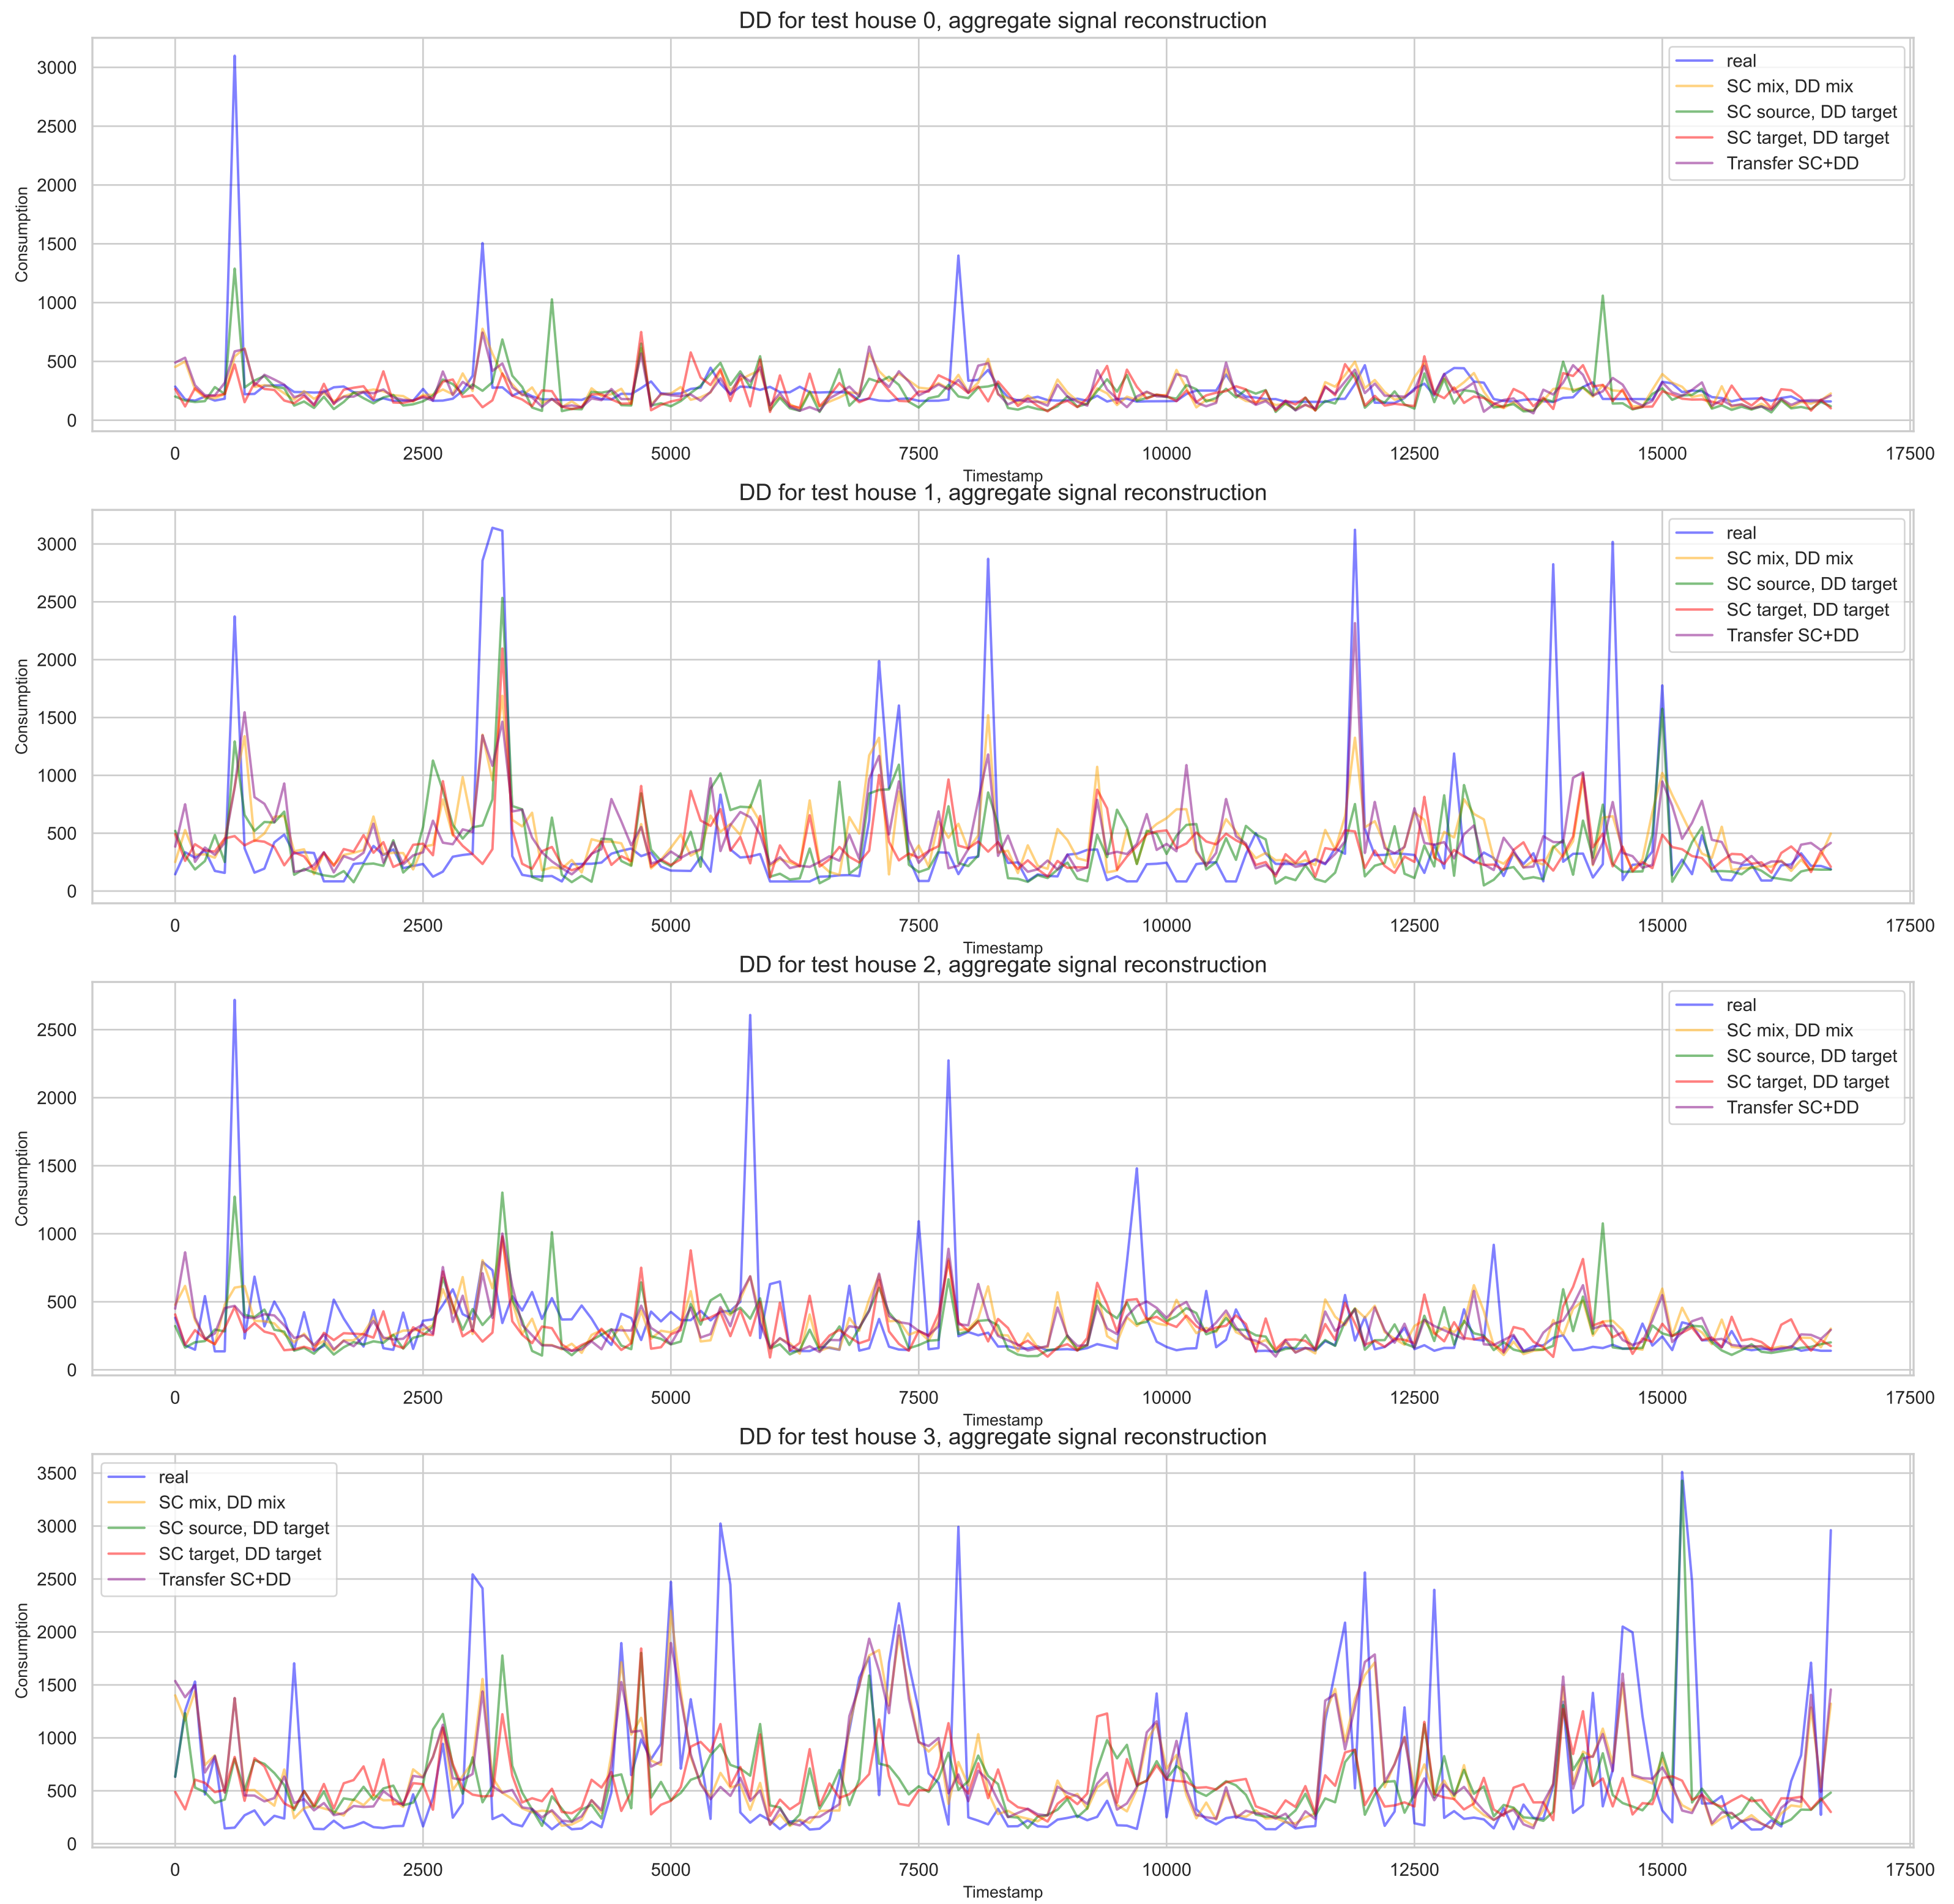 DD for test house 0, aggregate signal reconstruction
3000
2500
2000
1500
1000
500
0
Consumption
real
SC mix, DD mix
SC source, DD target
SC target, DD target
Transfer SC+DD
0 2500 5000 7500 10000 12500 15000 17500
Timestamp
DD for test house 1, aggregate signal reconstruction
3000
2500
2000
1500
1000
500
0
Consumption
real
SC mix, DD mix
SC source, DD target
SC target, DD target
Transfer SC+DD
0 2500 5000 7500 10000 12500 15000 17500
Timestamp
DD for test house 2, aggregate signal reconstruction
2500
2000
1500
1000
500
0
Consumption
real
SC mix, DD mix
SC source, DD target
SC target, DD target
Transfer SC+DD
0 2500 5000 7500 10000 12500 15000 17500
Timestamp
DD for test house 3, aggregate signal reconstruction
3500
3000
2500
2000
1500
1000
500
0
Consumption
real
SC mix, DD mix
SC source, DD target
SC target, DD target
Transfer SC+DD
0 2500 5000 7500 10000 12500 15000 17500
Timestamp